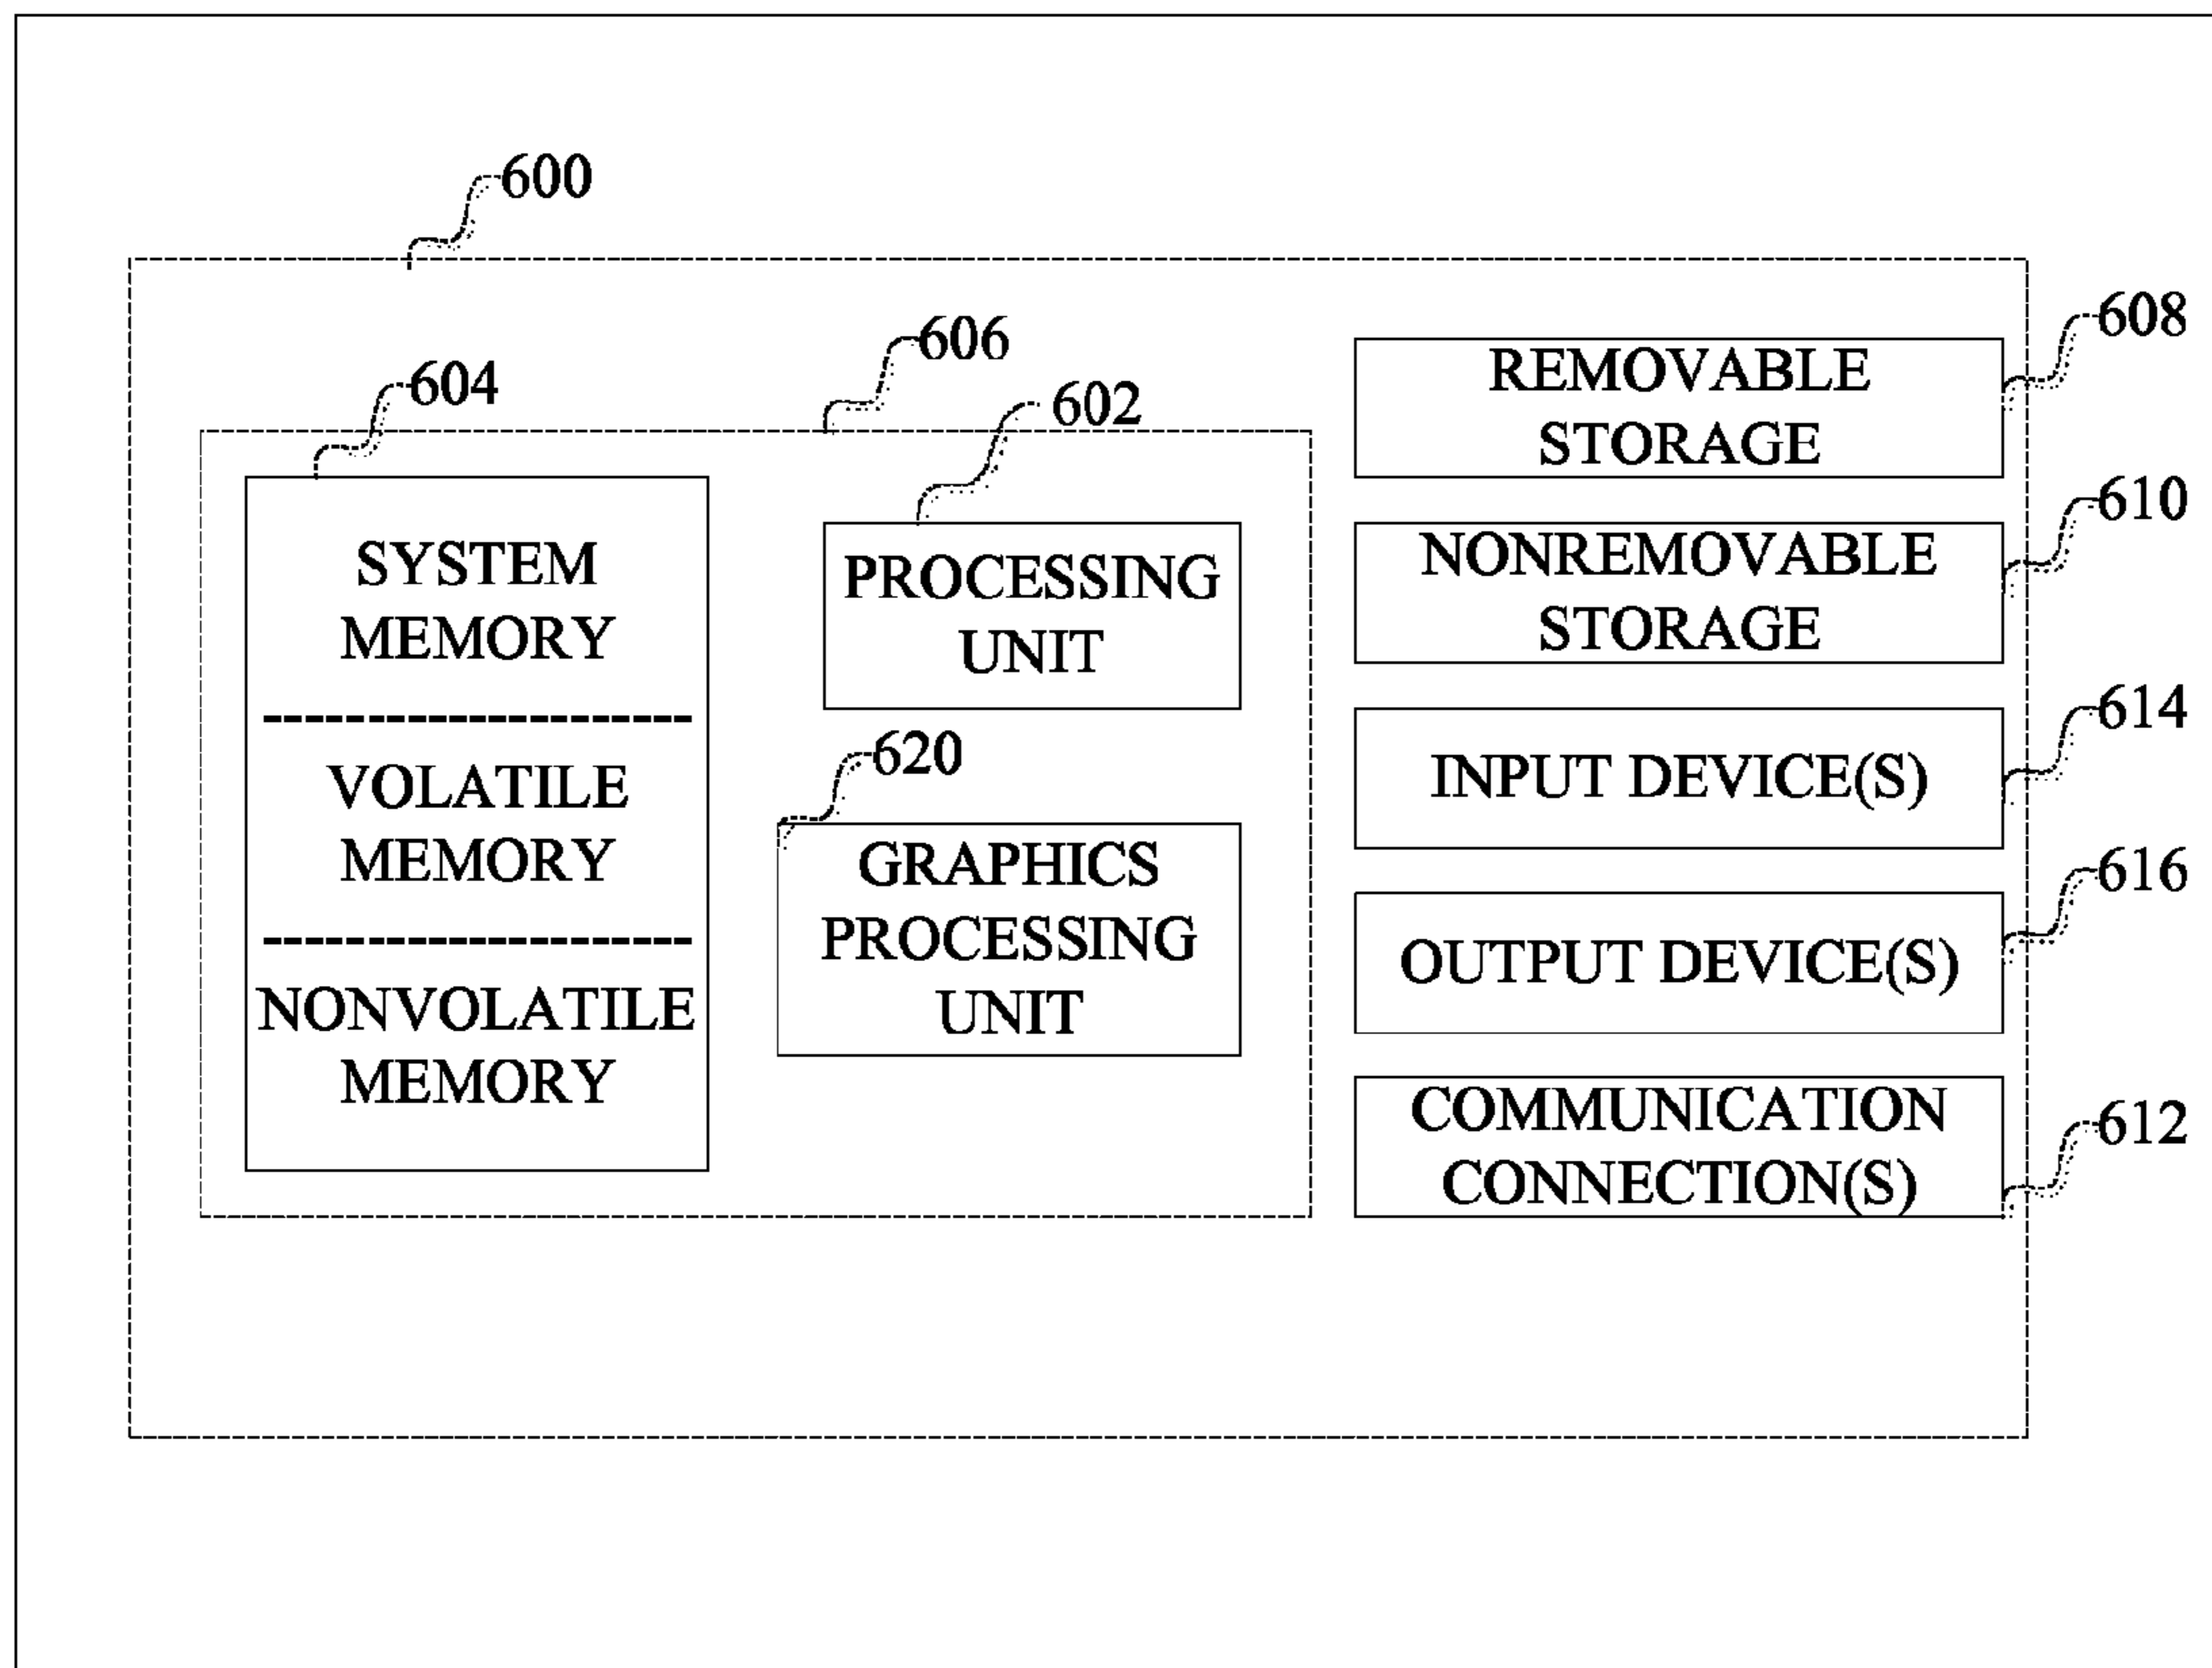 600
606
604
602
SYSTEM
MEMORY
VOLATILE
MEMORY
NONVOLATILE
MEMORY
PROCESSING
UNIT
620
GRAPHICS
PROCESSING
UNIT
608
REMOVABLE
STORAGE
610
NONREMOVABLE
STORAGE
614
INPUT DEVICE(S)
616
OUTPUT DEVICE(S)
612
COMMUNICATION
CONNECTION(S)